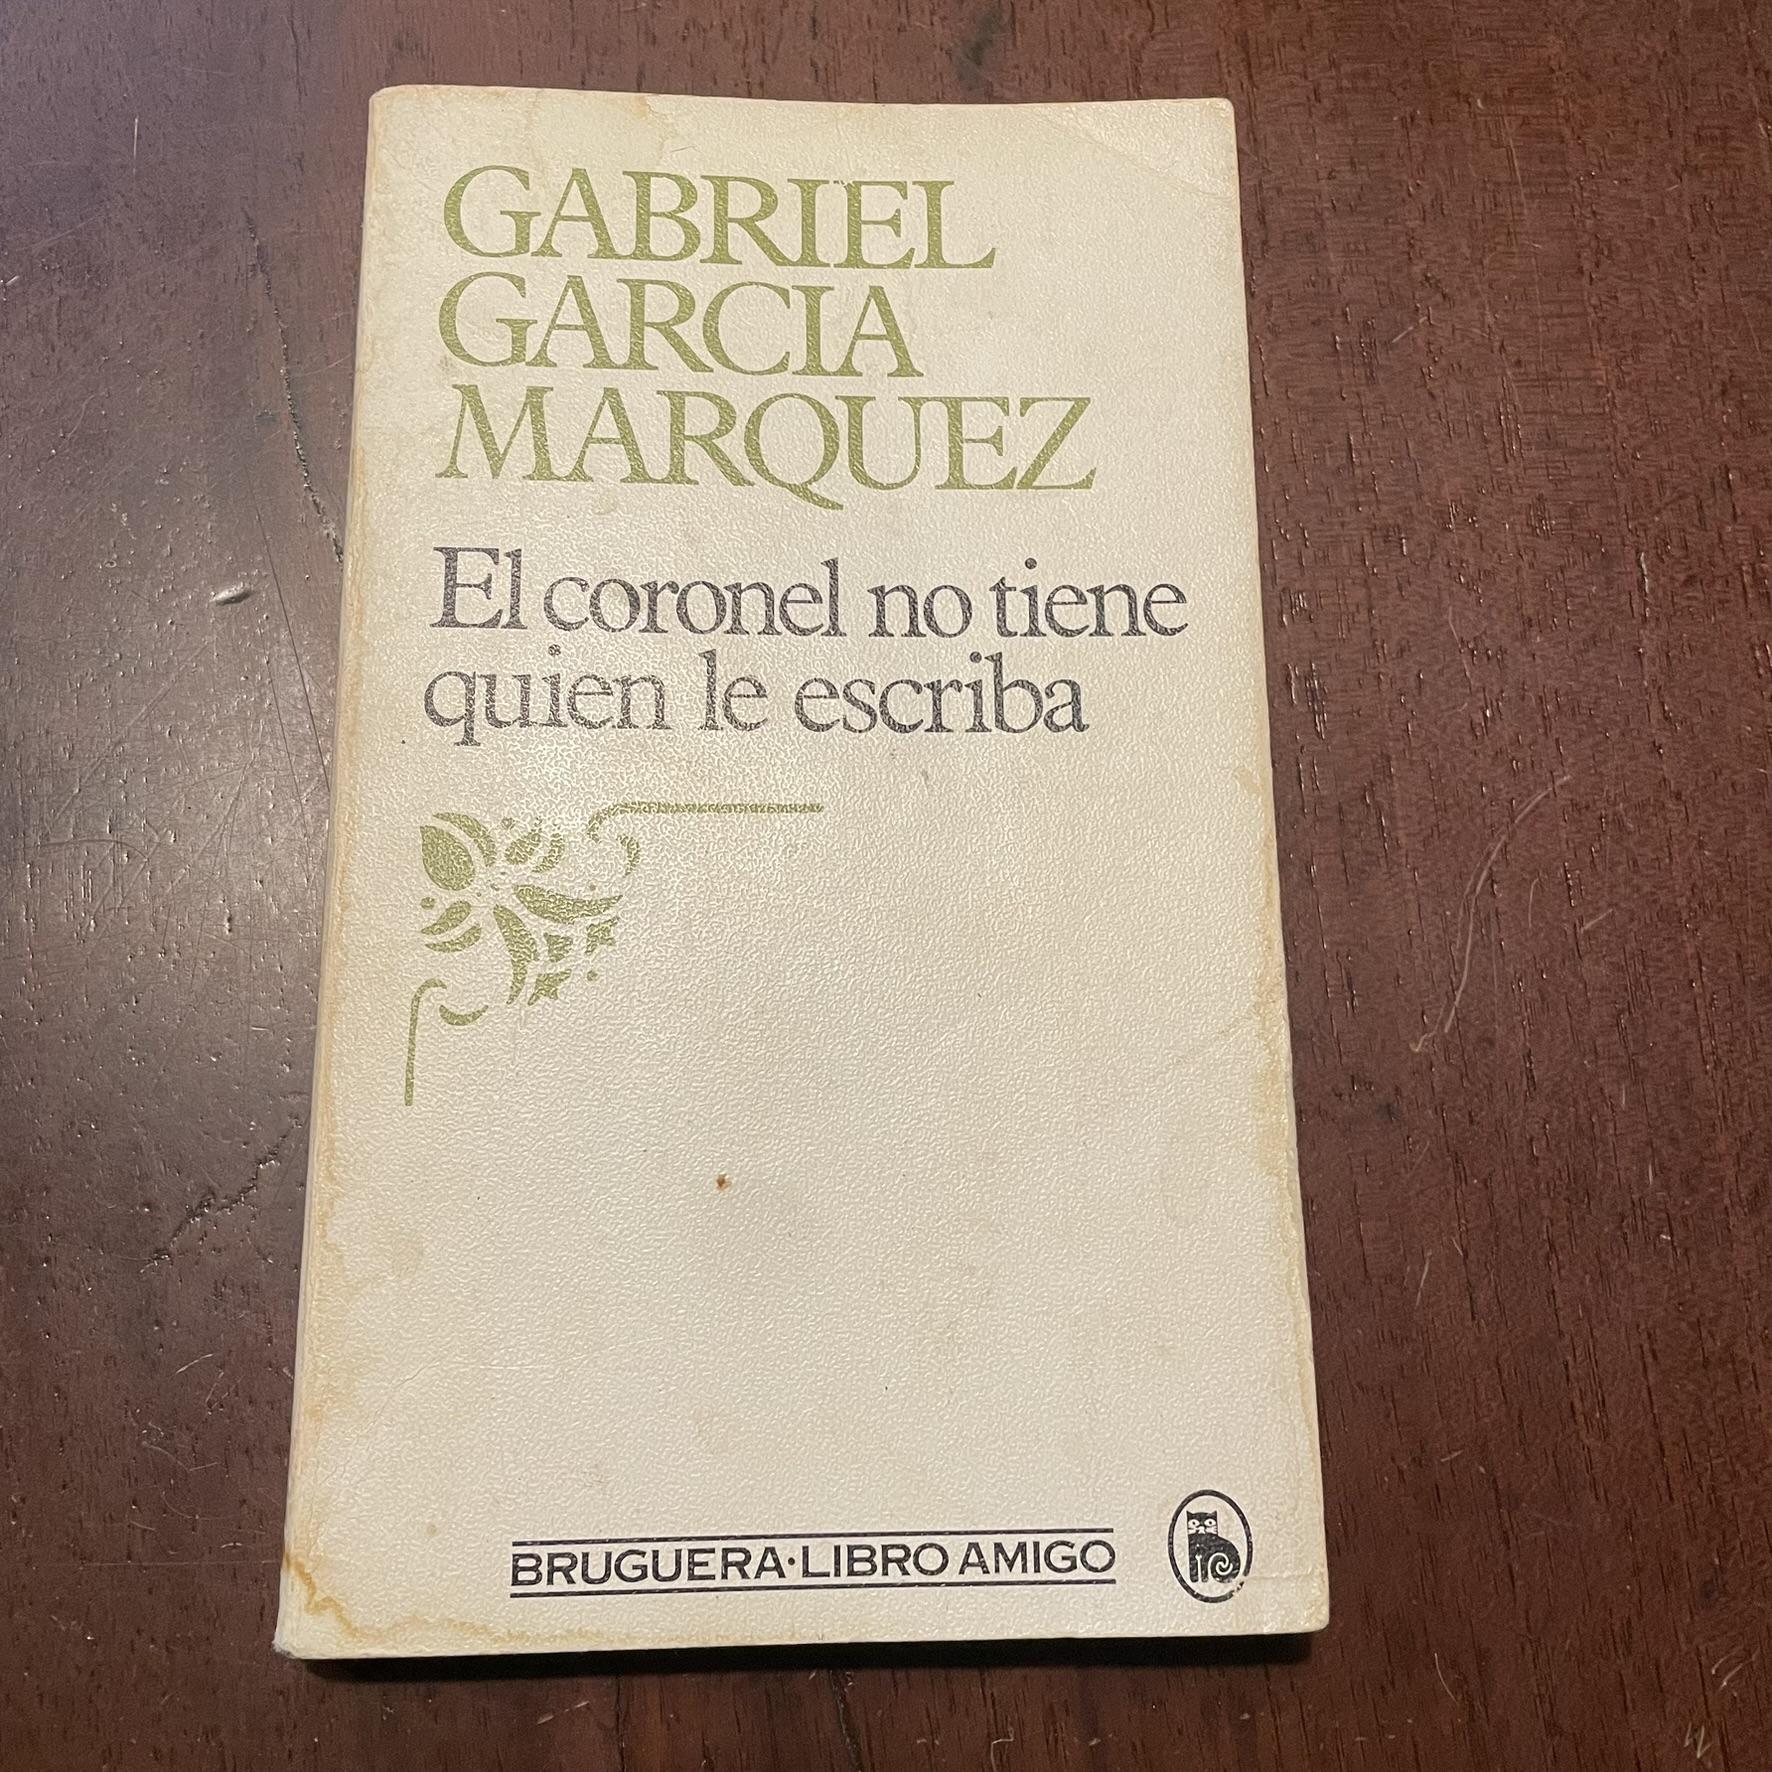 GABRIEL
GARCIA
MARQUEZ
El coronel no tiene
quien le escriba
BRUGUERA·LIBRO AMIGO